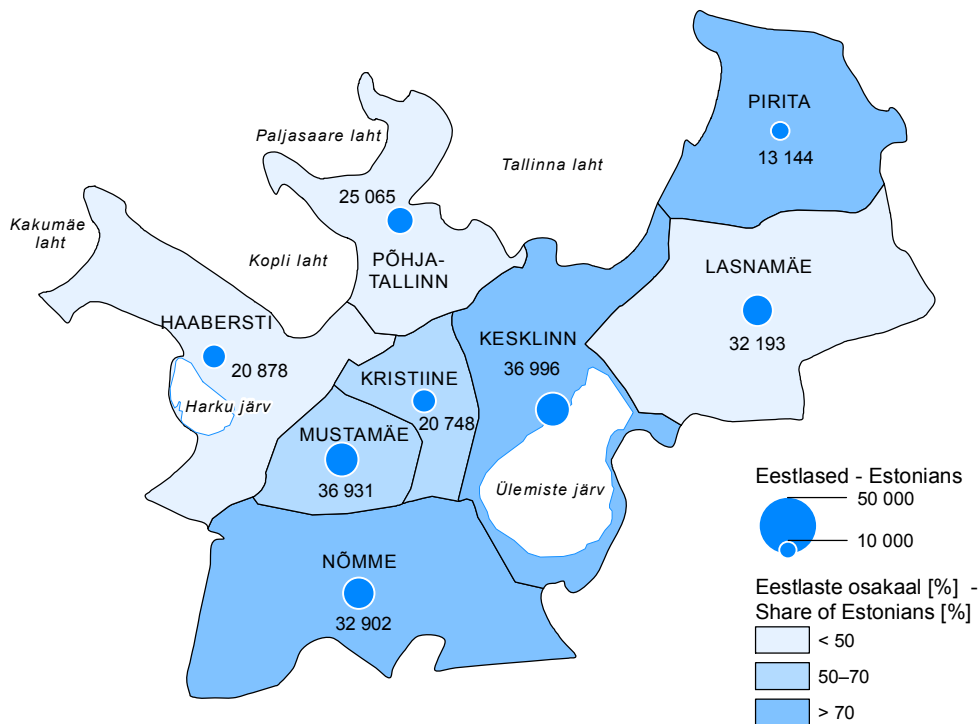 PIRITA
13 144
Paljasaare laht
Tallinna laht
25 065
Kakumäe
laht
Kopli laht
PÕHJA-
TALLINN
LASNAMÄE
32 193
HAABERSTI
20 878
KESKLINN
36 996
KRISTIINE
20 748
Harku järv
MUSTAMÄE
36 931
Ülemiste järv
NÕMME
32 902
Eestlased - Estonians
50 000
10 000
Eestlaste osakaal [%] -
Share of Estonians [%]
< 50
50–70
> 70